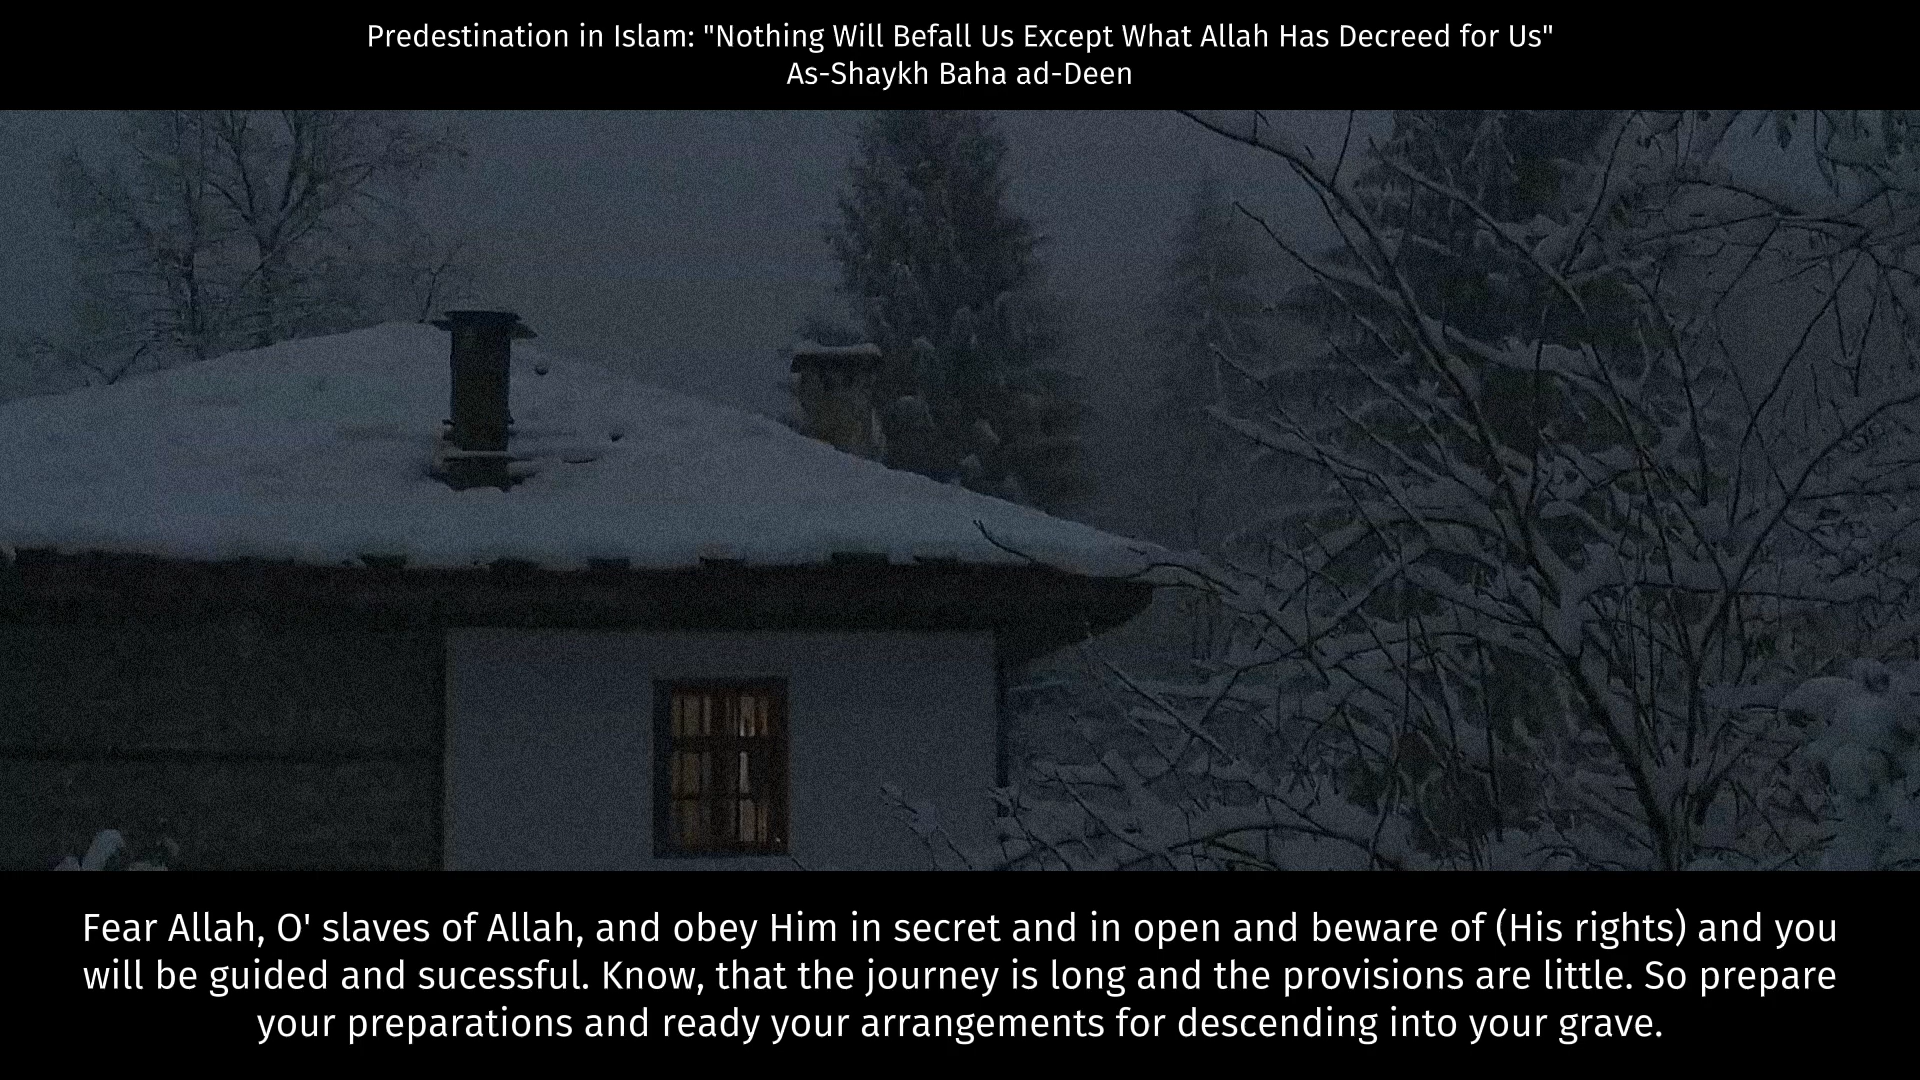 Predestination in Islam: "Nothing Will Befall Us Except What Allah Has Decreed for Us"
As-Shaykh Baha ad-Deen
Fear Allah, O' slaves of Allah, and obey Him in secret and in open and beware of (His rights) and you
will be guided and sucessful. Know, that the journey is long and the provisions are little. So prepare
your preparations and ready your arrangements for descending into your grave.